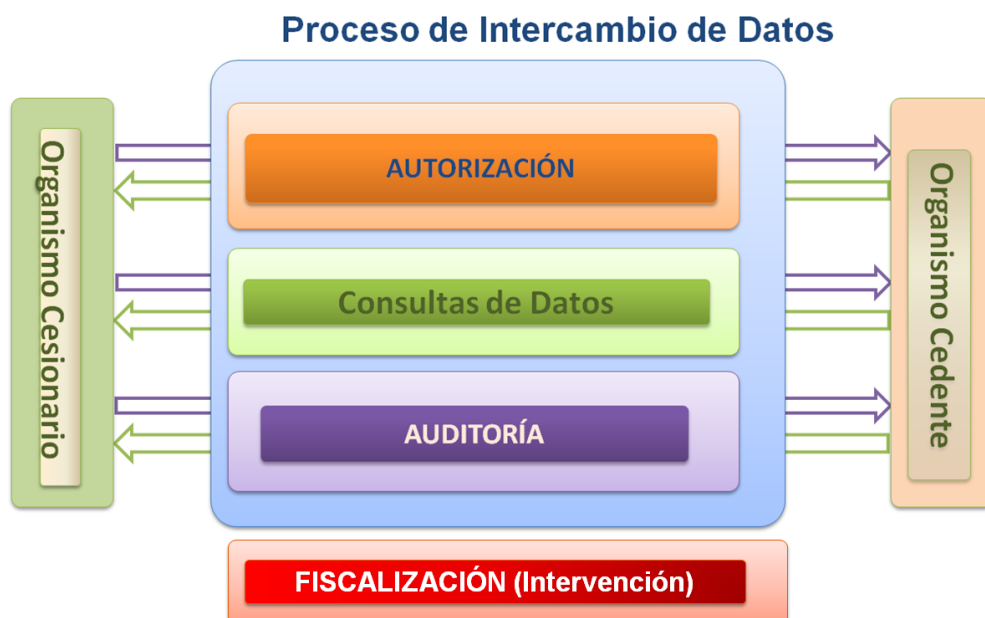 Proceso de Intercambio de Datos
Organismo Cesionario
AUTORIZACIÓN
Consultas de Datos
AUDITORÍA
Organismo Cedente
FISCALIZACIÓN (Intervención)